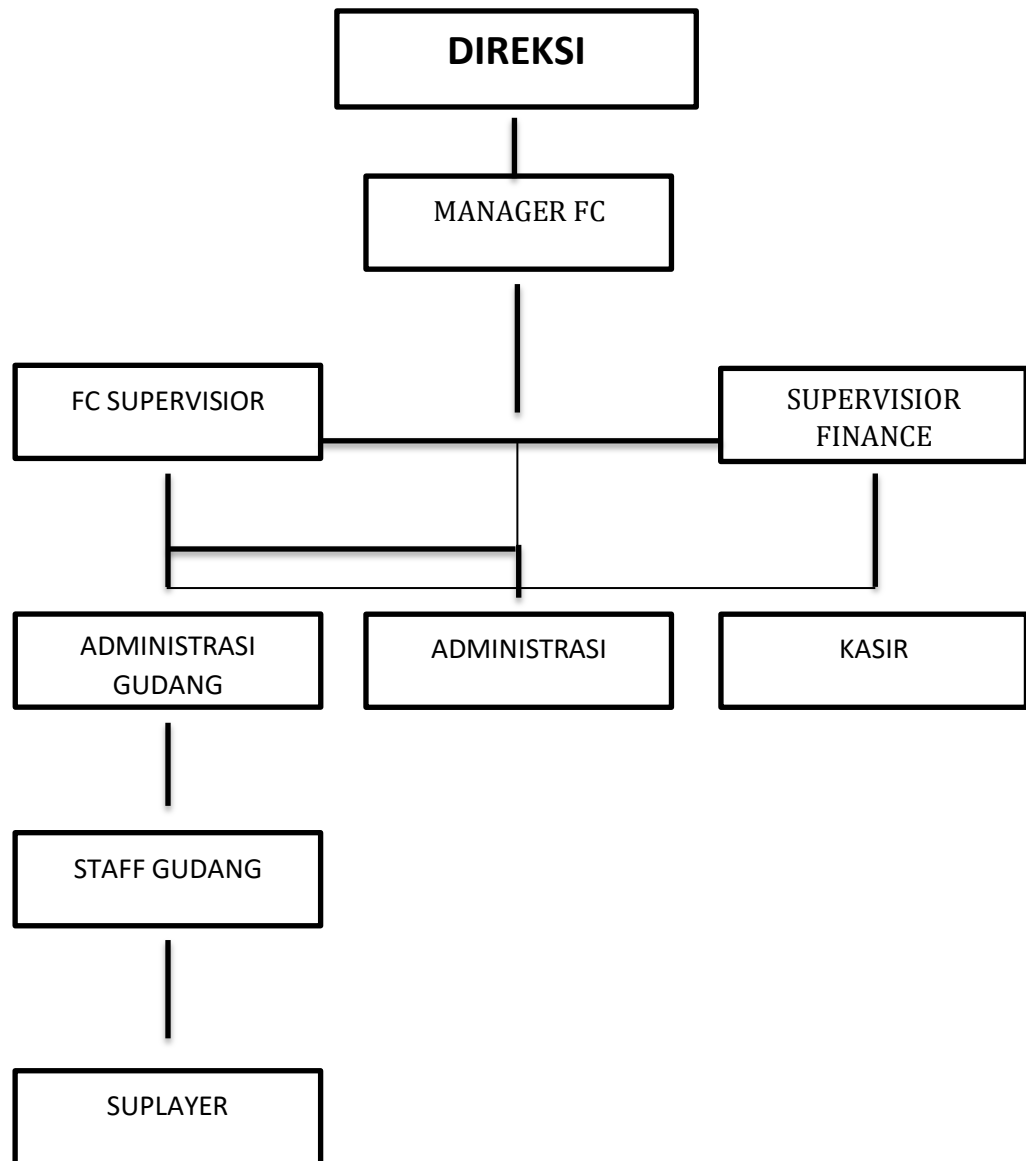 DIREKSI
MANAGER FC
FC SUPERVISIOR
SUPERVISIOR
FINANCE
ADMINISTRASI
GUDANG
ADMINISTRASI
KASIR
STAFF GUDANG
SUPLAYER